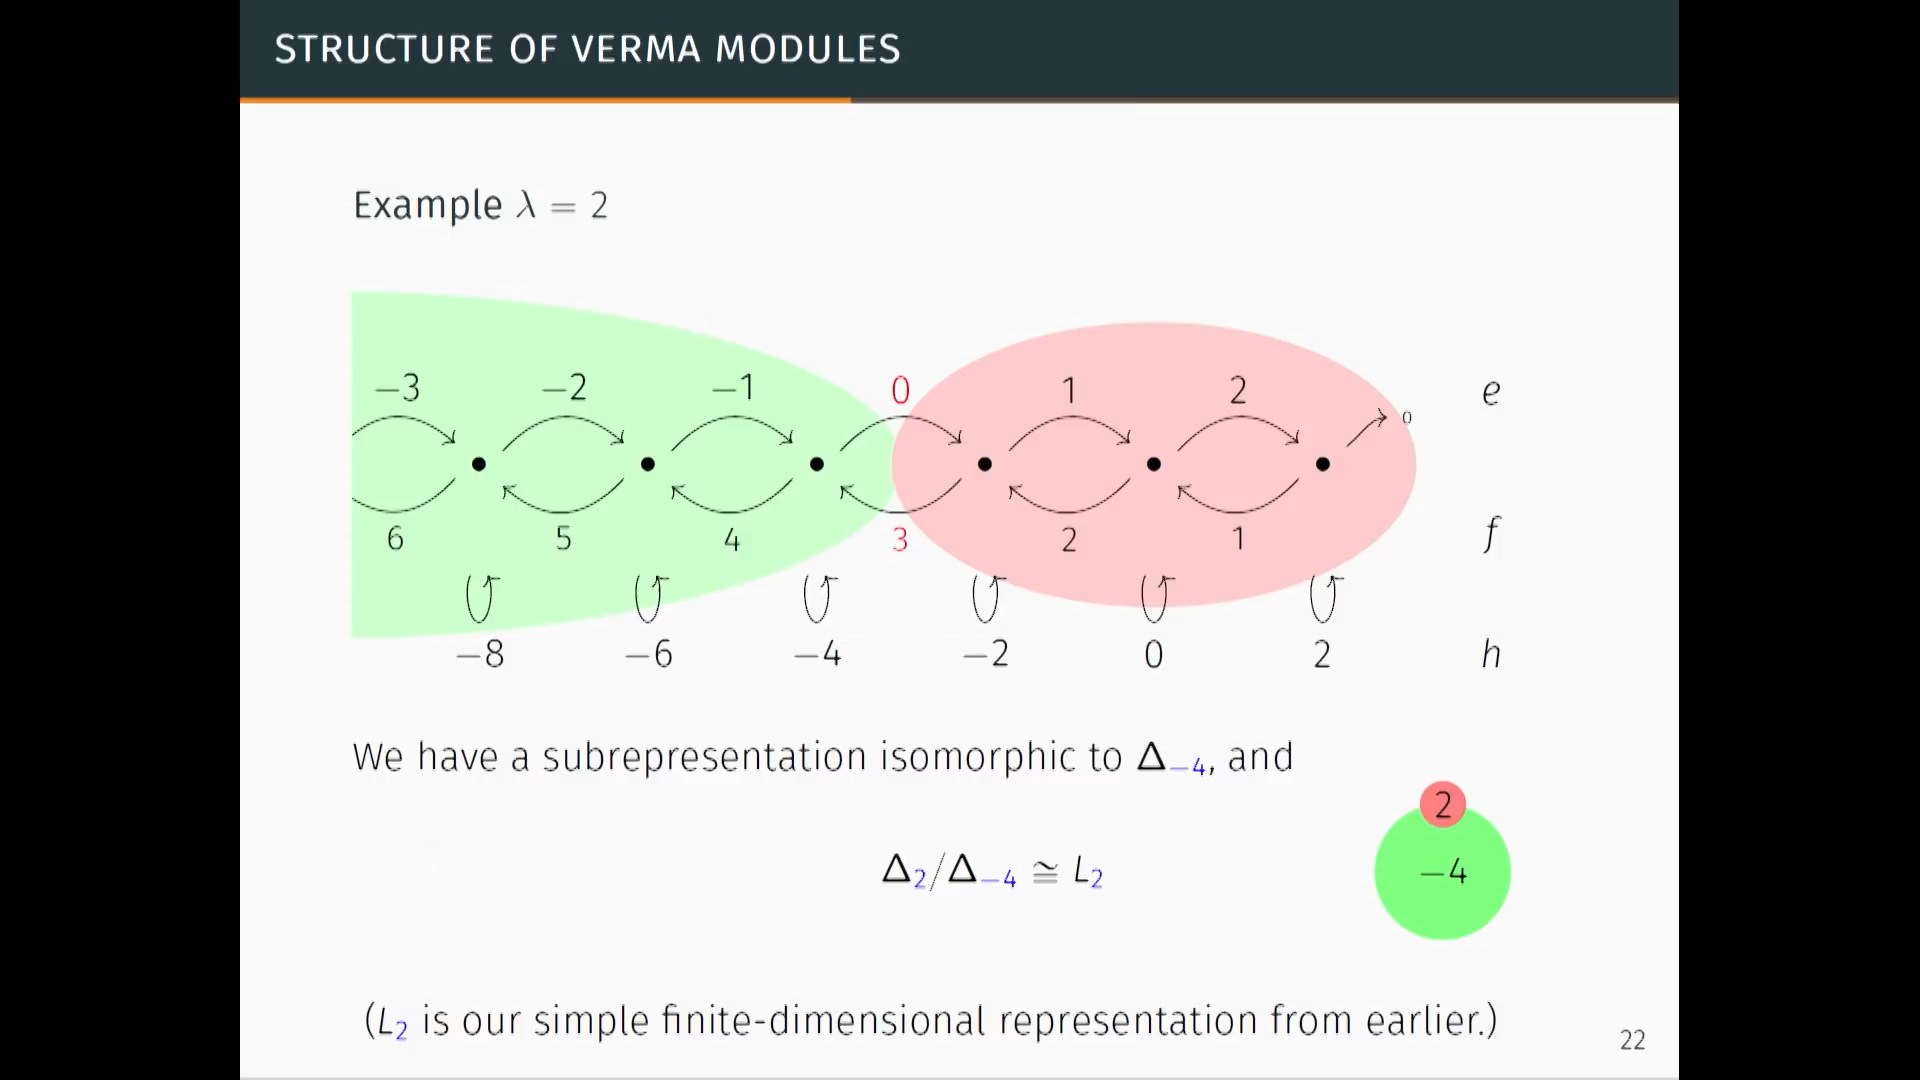 STRUCTURE OF VERMA MODULES
Example λ = 2
−3 −2 −1 0 1 2 e
0
6 5 4 3 2 1 f
−8 −6 −4 −2 0 2 h
We have a subrepresentation isomorphic to Δ₋₄, and
2
Δ₂/Δ₋₄ ≅ L₂
−4
(L₂ is our simple finite-dimensional representation from earlier.)
22